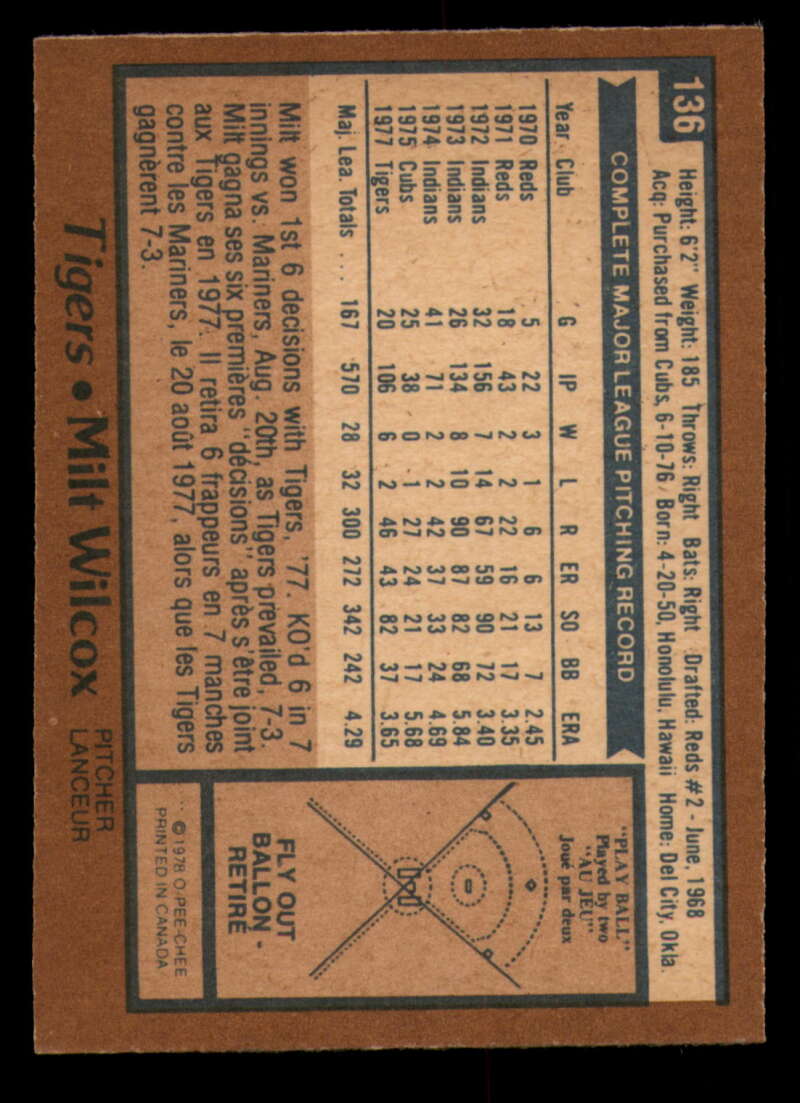 136
Height: 6'2" Weight: 185 Throws: Right Bats: Right Drafted: Reds #2 - June, 1968
Acq: Purchased from Cubs, 6-10-76 Born: 4-20-50, Honolulu, Hawaii Home: Del City, Okla.
COMPLETE MAJOR LEAGUE PITCHING RECORD
Year Club G IP W L R ER SO BB ERA
1970 Reds 5 22 3 1 6 6 13 7 2.45
1971 Reds 18 43 2 2 22 16 21 17 3.35
1972 Indians 32 156 7 14 67 59 90 72 3.40
1973 Indians 26 134 8 10 90 87 82 68 5.84
1974 Indians 41 71 2 2 42 37 33 24 4.69
1975 Cubs 25 38 0 1 27 24 21 17 5.68
1977 Tigers 20 106 6 2 46 43 82 37 3.65
Maj. Lea. Totals .... 167 570 28 32 300 272 342 242 4.29
Milt won 1st 6 decisions with Tigers, '77. KO'd 6 in 7
innings vs. Mariners, Aug. 20th, as Tigers prevailed, 7-3.
Milt gagna ses six premières "décisions" après s'être joint
aux Tigers en 1977. Il retira 6 frappeurs en 7 manches
contre les Mariners, le 20 août 1977, alors que les Tigers
gagnèrent 7-3.
"PLAY BALL"
Played by two
"AU JEU"
Joué par deux
FLY OUT
BALLON -
RETIRÉ
© 1978 O-PEE-CHEE
PRINTED IN CANADA
Tigers • Milt Wilcox
PITCHER
LANCEUR